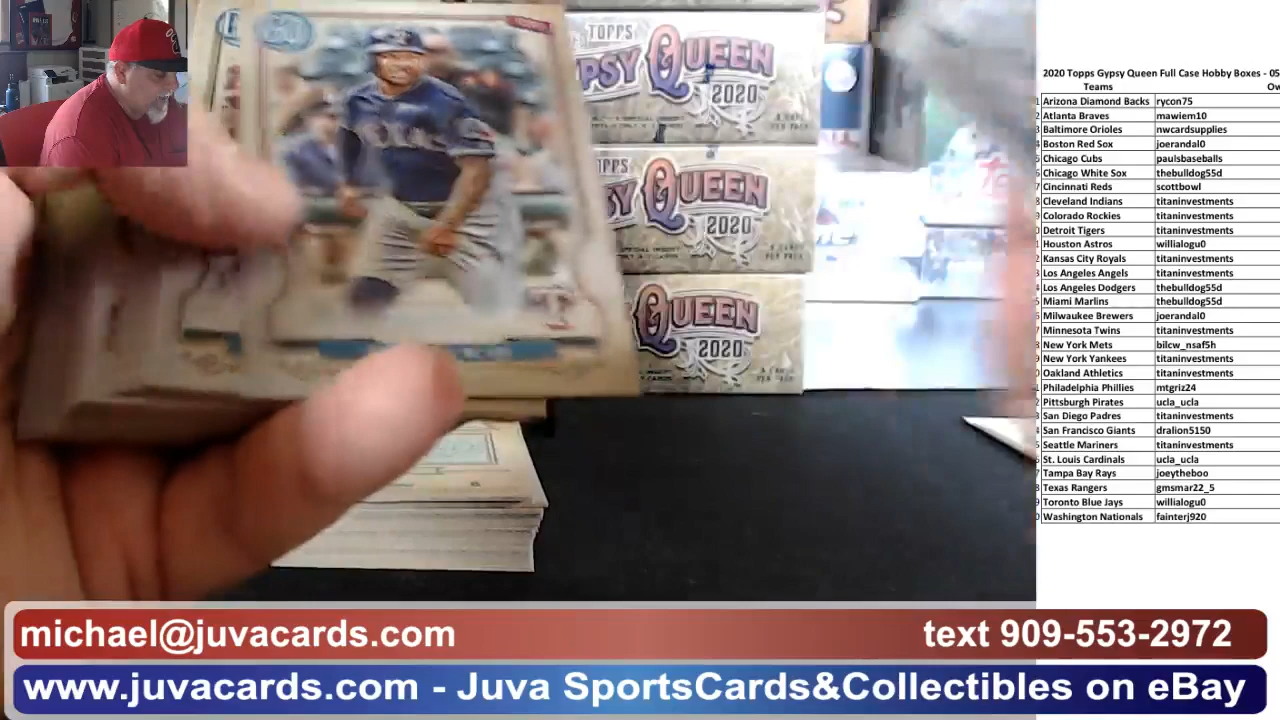 TEXAS
TOPPS
PSY QUEEN
2020
QUEEN
2020
QUEEN
2020
2020 Topps Gypsy Queen Full Case Hobby Boxes - 05
Teams Ow
Arizona Diamond Backs rycon75
Atlanta Braves mawiem10
Baltimore Orioles nwcardsupplies
Boston Red Sox joerandal0
Chicago Cubs paulsbaseballs
Chicago White Sox thebulldog55d
Cincinnati Reds scottbowl
Cleveland Indians titaninvestments
Colorado Rockies titaninvestments
Detroit Tigers titaninvestments
Houston Astros willialogu0
Kansas City Royals titaninvestments
Los Angeles Angels titaninvestments
Los Angeles Dodgers thebulldog55d
Miami Marlins thebulldog55d
Milwaukee Brewers joerandal0
Minnesota Twins titaninvestments
New York Mets bilcw_nsaf5h
New York Yankees titaninvestments
Oakland Athletics titaninvestments
Philadelphia Phillies mtgriz24
Pittsburgh Pirates ucla_ucla
San Diego Padres titaninvestments
San Francisco Giants dralion5150
Seattle Mariners titaninvestments
St. Louis Cardinals ucla_ucla
Tampa Bay Rays joeytheboo
Texas Rangers gmsmar22_5
Toronto Blue Jays willialogu0
Washington Nationals fainterj920
michael@juvacards.com text 909-553-2972
www.juvacards.com - Juva SportsCards&Collectibles on eBay